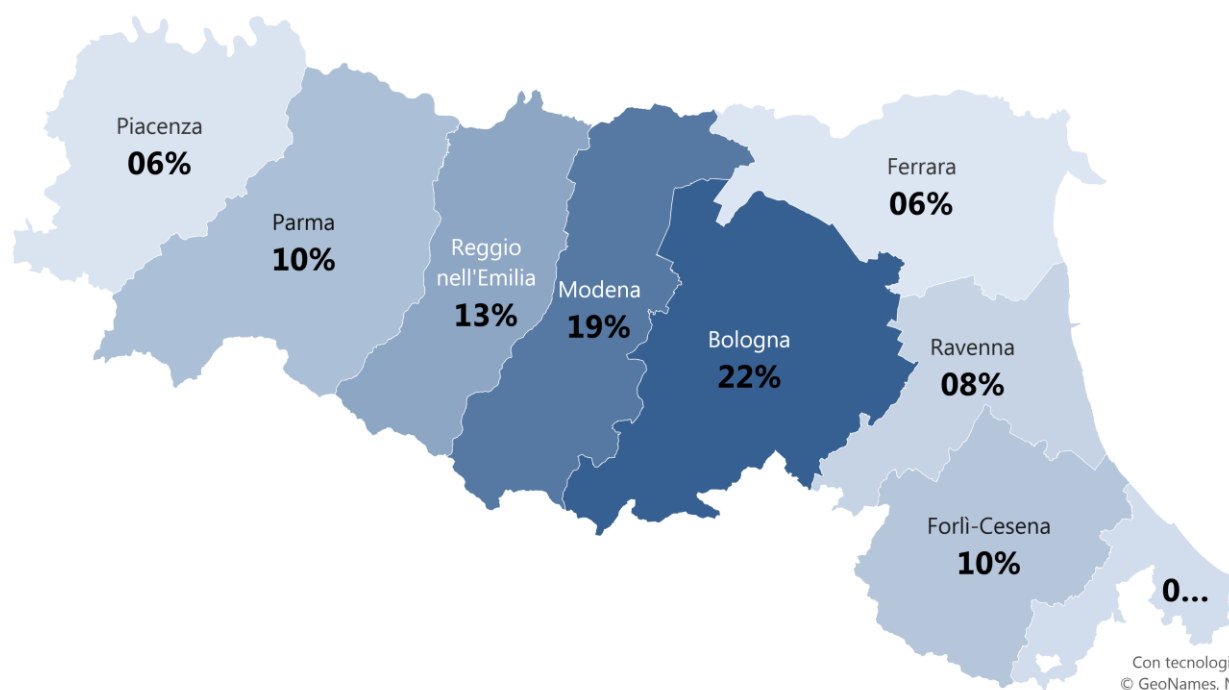 Piacenza
06%
Parma
10%
Reggio
nell'Emilia
13%
Modena
19%
Bologna
22%
Ferrara
06%
Ravenna
08%
Forlì-Cesena
10%
0...
Con tecnologi
© GeoNames, M